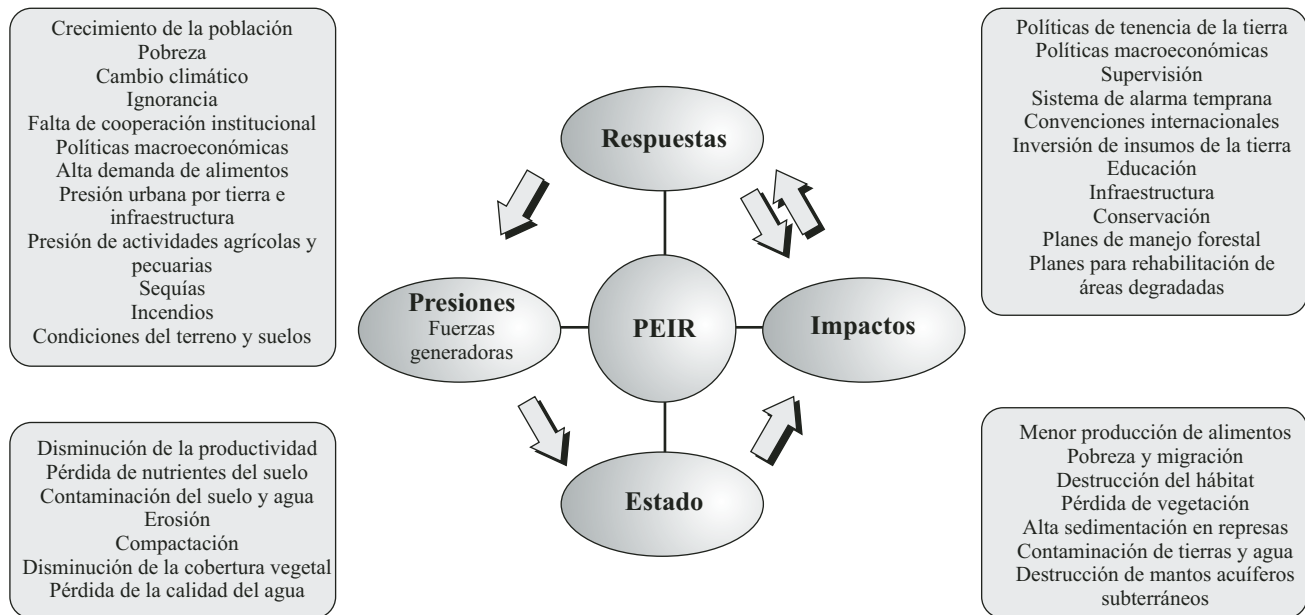 Crecimiento de la población
Pobreza
Cambio climático
Ignorancia
Falta de cooperación institucional
Políticas macroeconómicas
Alta demanda de alimentos
Presión urbana por tierra e
infraestructura
Presión de actividades agrícolas y
pecuarias
Sequías
Incendios
Condiciones del terreno y suelos
Disminución de la productividad
Pérdida de nutrientes del suelo
Contaminación del suelo y agua
Erosión
Compactación
Disminución de la cobertura vegetal
Pérdida de la calidad del agua
Respuestas
Presiones
Fuerzas
generadoras
PEIR
Impactos
Estado
Políticas de tenencia de la tierra
Políticas macroeconómicas
Supervisión
Sistema de alarma temprana
Convenciones internacionales
Inversión de insumos de la tierra
Educación
Infraestructura
Conservación
Planes de manejo forestal
Planes para rehabilitación de
áreas degradadas
Menor producción de alimentos
Pobreza y migración
Destrucción del hábitat
Pérdida de vegetación
Alta sedimentación en represas
Contaminación de tierras y agua
Destrucción de mantos acuíferos
subterráneos